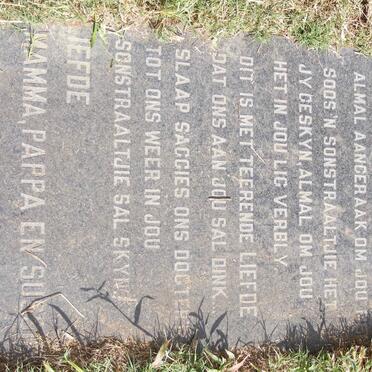 ALMAL AANGERAAK OM JOU
SOOS 'N SONSTRAALTJIE HET
JY GESKYN ALMAL OM JOU
HET IN JOU LIG VERBLY
DIT IS MET TEERENDE LIEFDE
DAT ONS AAN JOU SAL DINK
SLAAP SAGGIES ONS
TOT ONS WEER IN JOU
SONSTRAALTJIE SAL SKYN
LIEFDE
MAMMA, PAPPA, EN